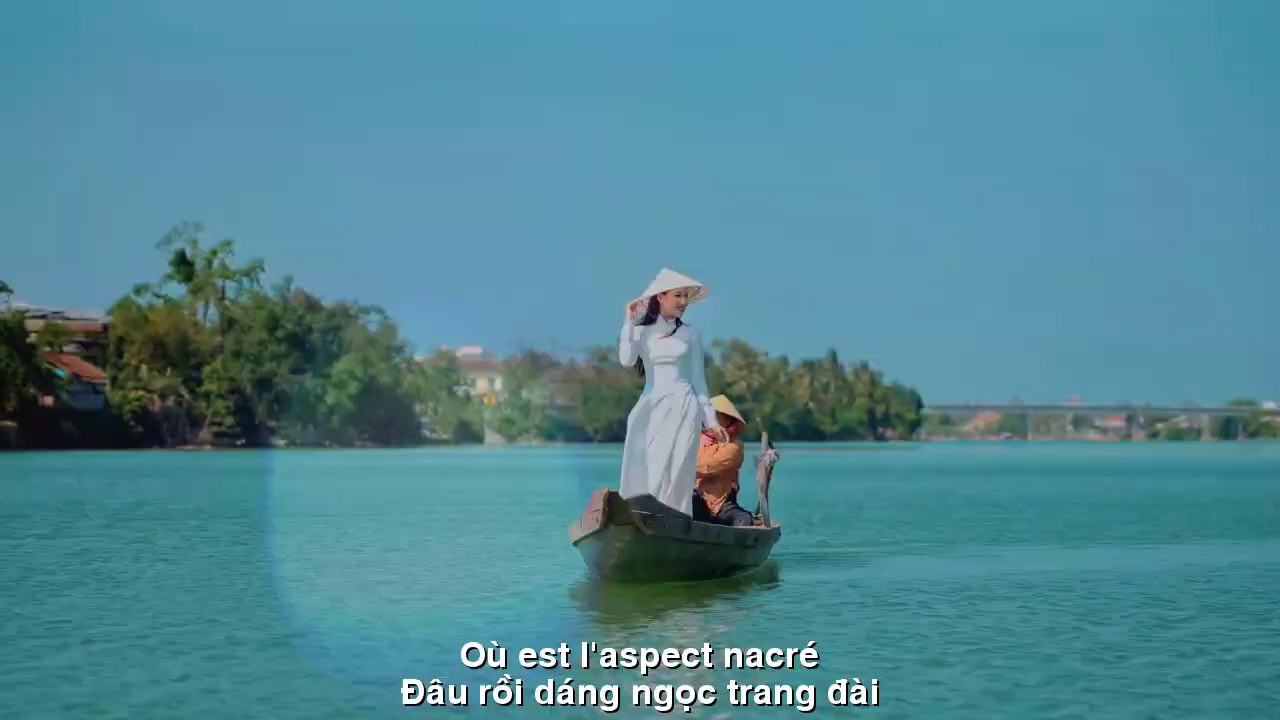 Où est l'aspect nacré
Đâu rồi dáng ngọc trang đài